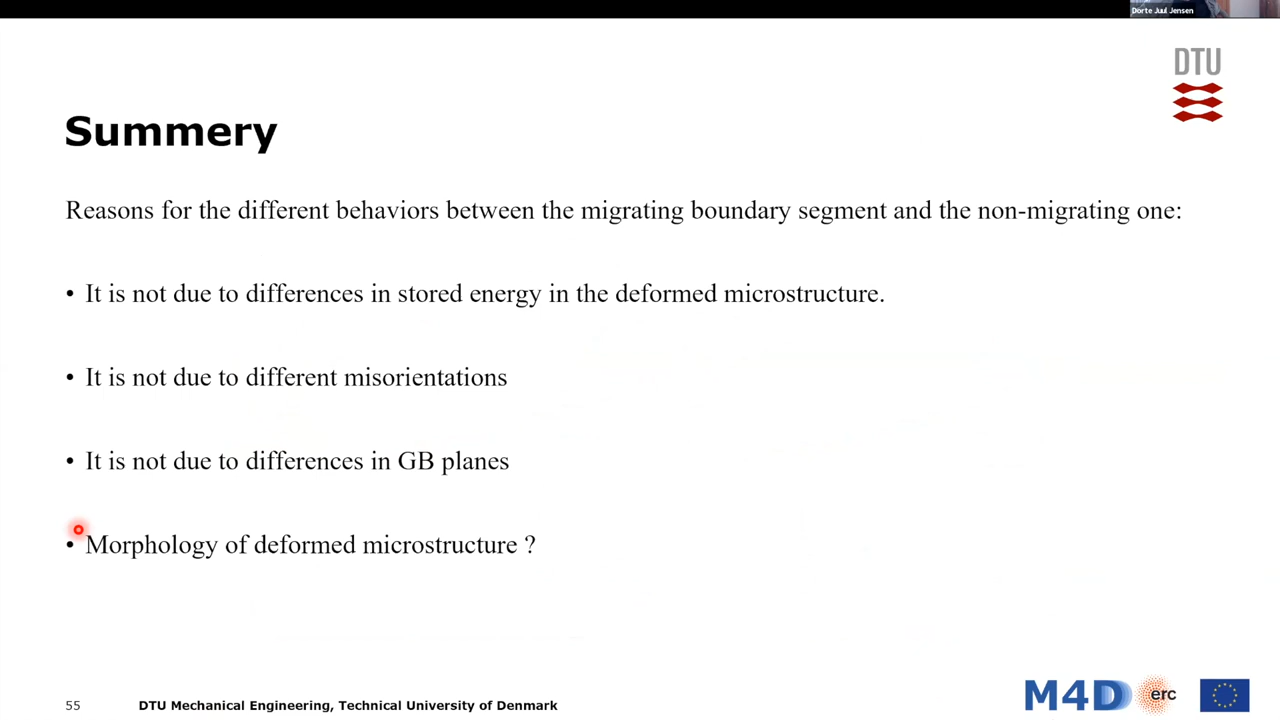 Dorte Juul Jensen
DTU
Summery
Reasons for the different behaviors between the migrating boundary segment and the non-migrating one:
• It is not due to differences in stored energy in the deformed microstructure.
• It is not due to different misorientations
• It is not due to differences in GB planes
• Morphology of deformed microstructure ?
55 DTU Mechanical Engineering, Technical University of Denmark
M4D erc